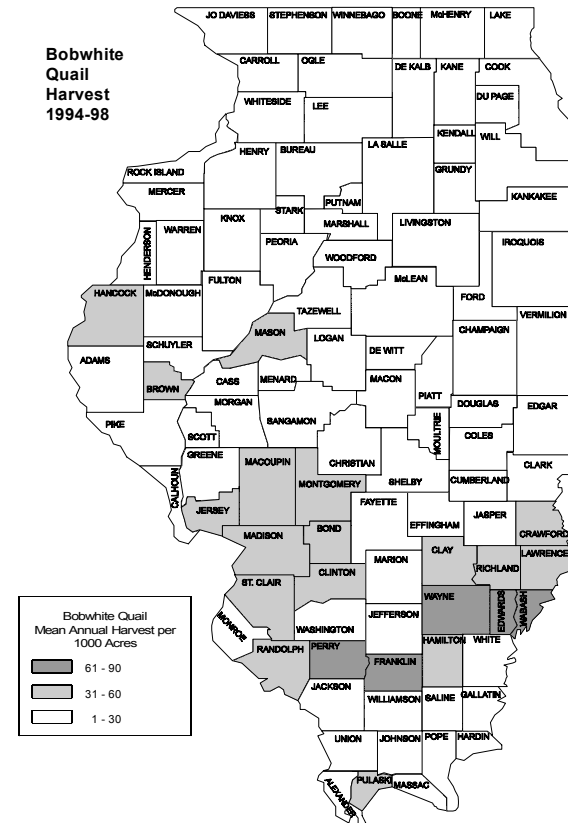 Bobwhite
Quail
Harvest
1994-98
JO DAVIESS STEPHENSON WINNEBAGO BOONE McHENRY LAKE
CARROLL OGLE DE KALB KANE COOK
DU PAGE
WHITESIDE LEE
KENDALL WILL
HENRY BUREAU LA SALLE
ROCK ISLAND GRUNDY
MERCER PUTNAM KANKAKEE
STARK
KNOX MARSHALL LIVINGSTON
HENDERSON WARREN PEORIA IROQUOIS
WOODFORD
FULTON McLEAN
HANCOCK McDONOUGH FORD
TAZEWELL VERMILION
MASON CHAMPAIGN
SCHUYLER LOGAN DE WITT
ADAMS
BROWN CASS MENARD MACON
MORGAN PIATT DOUGLAS EDGAR
PIKE SANGAMON MOULTRIE
SCOTT COLES
GREENE CHRISTIAN
MACOUPIN CLARK
CALHOUN MONTGOMERY SHELBY CUMBERLAND
FAYETTE
JERSEY JASPER CRAWFORD
MADISON BOND EFFINGHAM
CLAY LAWRENCE
MARION
CLINTON RICHLAND
ST. CLAIR
WAYNE EDWARDS WABASH
JEFFERSON
MONROE WASHINGTON
RANDOLPH PERRY HAMILTON WHITE
FRANKLIN
JACKSON
WILLIAMSON SALINE GALLATIN
UNION JOHNSON POPE HARDIN
ALEXANDER PULASKI MASSAC
Bobwhite Quail
Mean Annual Harvest per
1000 Acres
61 - 90
31 - 60
1 - 30